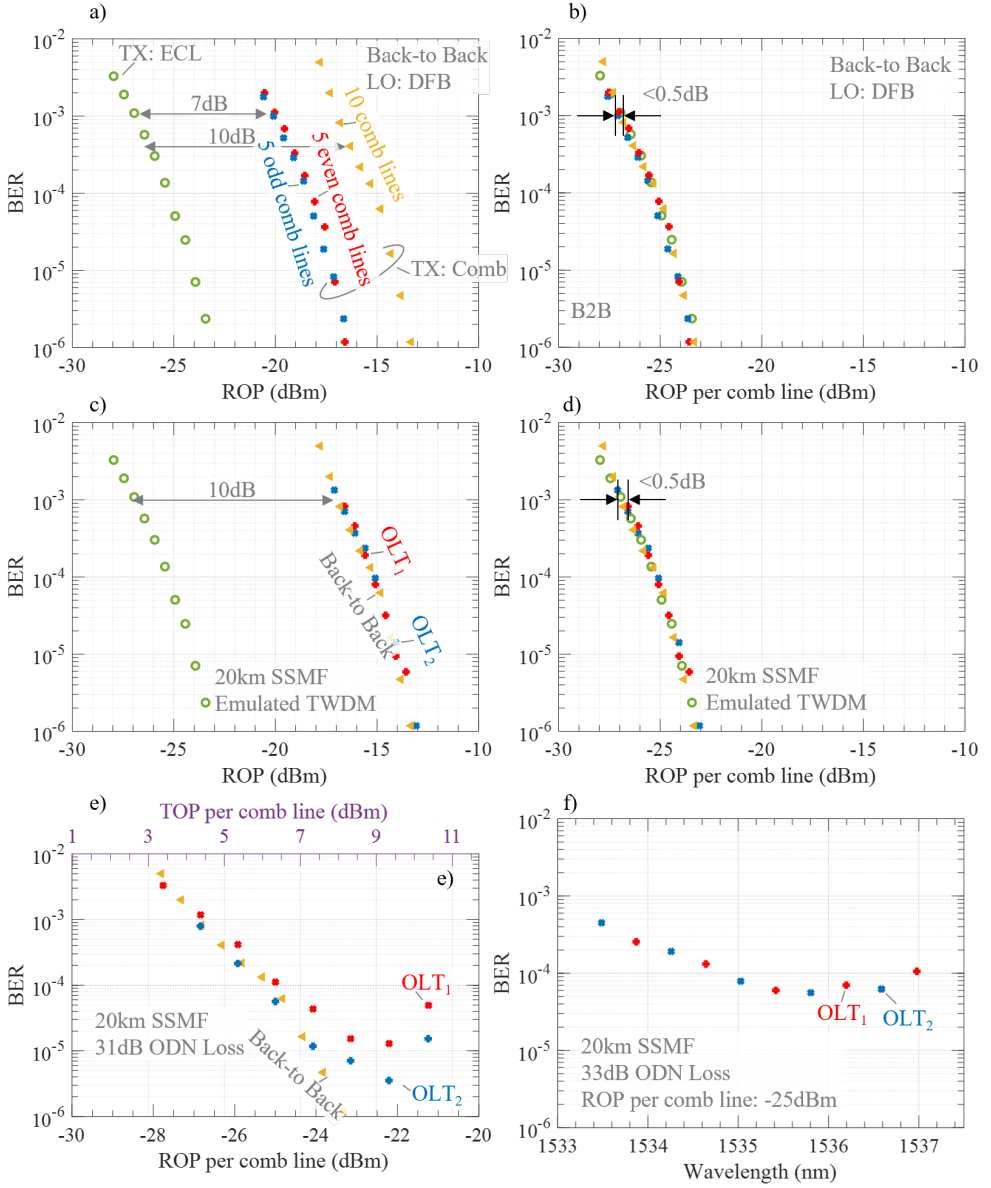 a)
10⁻²
10⁻³
10⁻⁴
10⁻⁵
10⁻⁶
BER
TX: ECL
Back-to Back
LO: DFB
7dB
10dB
10 comb lines
5 even comb lines
5 odd comb lines
TX: Comb
-30 -25 -20 -15 -10
ROP (dBm)
b)
10⁻²
10⁻³
10⁻⁴
10⁻⁵
10⁻⁶
BER
Back-to Back
LO: DFB
<0.5dB
B2B
-30 -25 -20 -15 -10
ROP per comb line (dBm)
c)
10⁻²
10⁻³
10⁻⁴
10⁻⁵
10⁻⁶
BER
10dB
OLT₁
Back-to Back
OLT₂
20km SSMF
Emulated TWDM
-30 -25 -20 -15 -10
ROP (dBm)
d)
10⁻²
10⁻³
10⁻⁴
10⁻⁵
10⁻⁶
BER
<0.5dB
20km SSMF
Emulated TWDM
-30 -25 -20 -15 -10
ROP per comb line (dBm)
e)
TOP per comb line (dBm)
1 3 5 7 9 11
10⁻²
10⁻³
10⁻⁴
10⁻⁵
10⁻⁶
BER
e)
OLT₁
20km SSMF
31dB ODN Loss
Back-to Back
OLT₂
-30 -28 -26 -24 -22 -20
ROP per comb line (dBm)
f)
10⁻²
10⁻³
10⁻⁴
10⁻⁵
10⁻⁶
BER
OLT₁
OLT₂
20km SSMF
33dB ODN Loss
ROP per comb line: -25dBm
1533 1534 1535 1536 1537
Wavelength (nm)